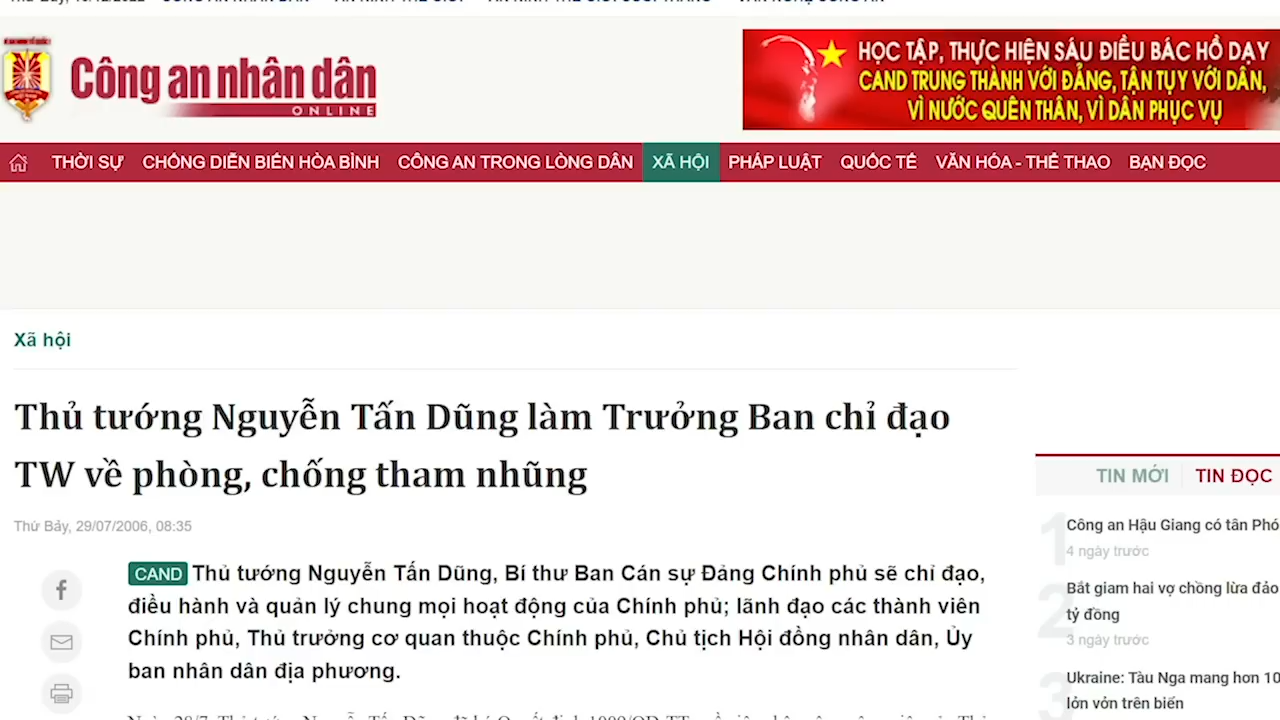 Công an nhân dân
ONLINE
HỌC TẬP, THỰC HIỆN SÁU ĐIỀU BÁC HỒ DẠY
CAND TRUNG THÀNH VỚI ĐẢNG, TẬN TỤY VỚI DÂN,
VÌ NƯỚC QUÊN THÂN, VÌ DÂN PHỤC VỤ
THỜI SỰ CHỐNG DIỄN BIẾN HÒA BÌNH CÔNG AN TRONG LÒNG DÂN XÃ HỘI PHÁP LUẬT QUỐC TẾ VĂN HÓA - THỂ THAO BẠN ĐỌC
Xã hội
Thủ tướng Nguyễn Tấn Dũng làm Trưởng Ban chỉ đạo
TW về phòng, chống tham nhũng
Thứ Bảy, 29/07/2006, 08:35
CAND Thủ tướng Nguyễn Tấn Dũng, Bí thư Ban Cán sự Đảng Chính phủ sẽ chỉ đạo,
điều hành và quản lý chung mọi hoạt động của Chính phủ; lãnh đạo các thành viên
Chính phủ, Thủ trưởng cơ quan thuộc Chính phủ, Chủ tịch Hội đồng nhân dân, Ủy
ban nhân dân địa phương.
TIN MỚI TIN ĐỌC
1
Công an Hậu Giang có tân Phó
4 ngày trước
2
Bắt giam hai vợ chồng lừa đảo
tỷ đồng
3 ngày trước
3
Ukraine: Tàu Nga mang hơn 10
lởn vởn trên biển